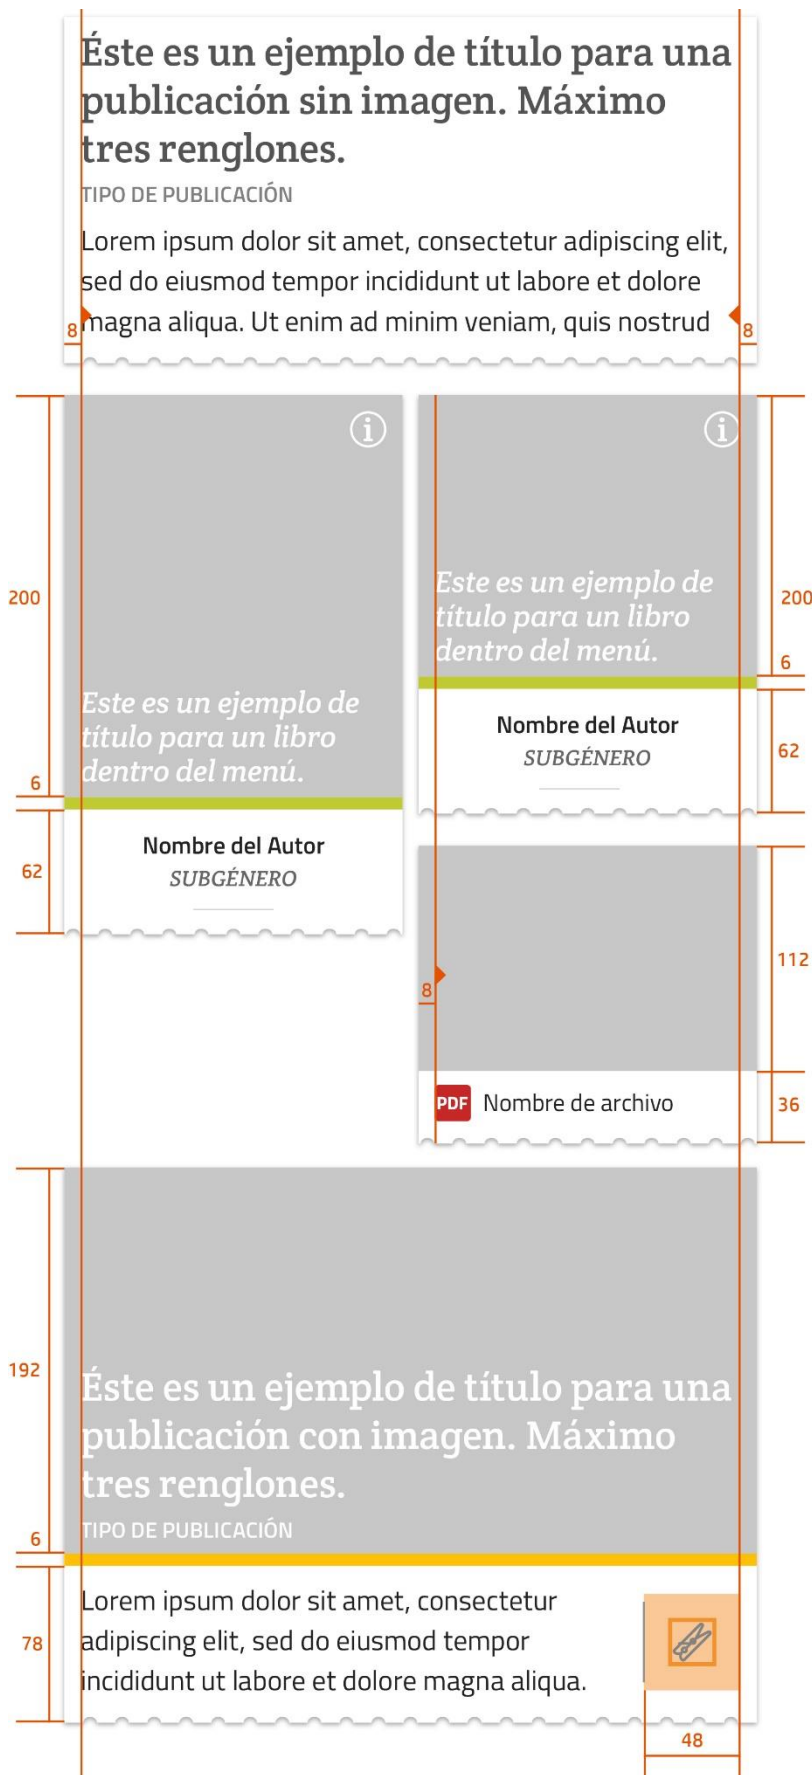 Éste es un ejemplo de título para una
publicación sin imagen. Máximo
tres renglones.
TIPO DE PUBLICACIÓN
Lorem ipsum dolor sit amet, consectetur adipiscing elit,
sed do eiusmod tempor incididunt ut labore et dolore
magna aliqua. Ut enim ad minim veniam, quis nostrud
8
8
200
Este es un ejemplo de
título para un libro
dentro del menú.
6
62
Nombre del Autor
SUBGÉNERO
200
Este es un ejemplo de
título para un libro
dentro del menú.
6
Nombre del Autor
SUBGÉNERO
62
112
8
PDF Nombre de archivo
36
192
Éste es un ejemplo de título para una
publicación con imagen. Máximo
tres renglones.
TIPO DE PUBLICACIÓN
6
Lorem ipsum dolor sit amet, consectetur
adipiscing elit, sed do eiusmod tempor
incididunt ut labore et dolore magna aliqua.
78
48